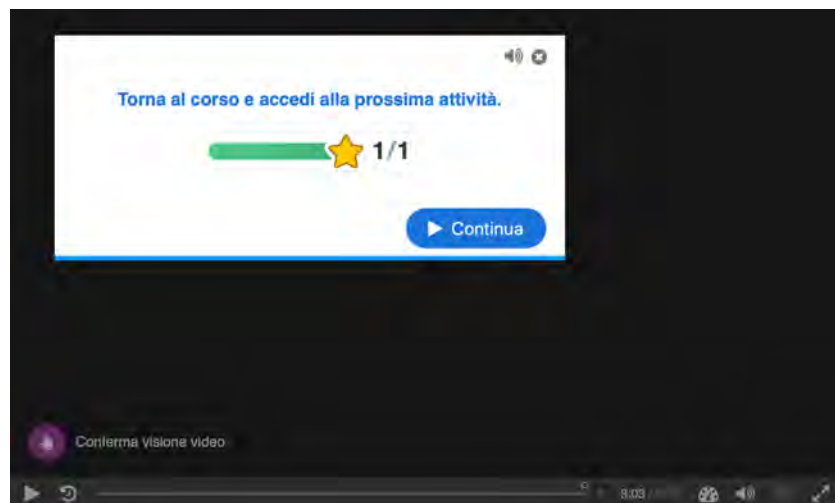 Torna al corso e accedi alla prossima attività.
1/1
Continua
Conferma visione video